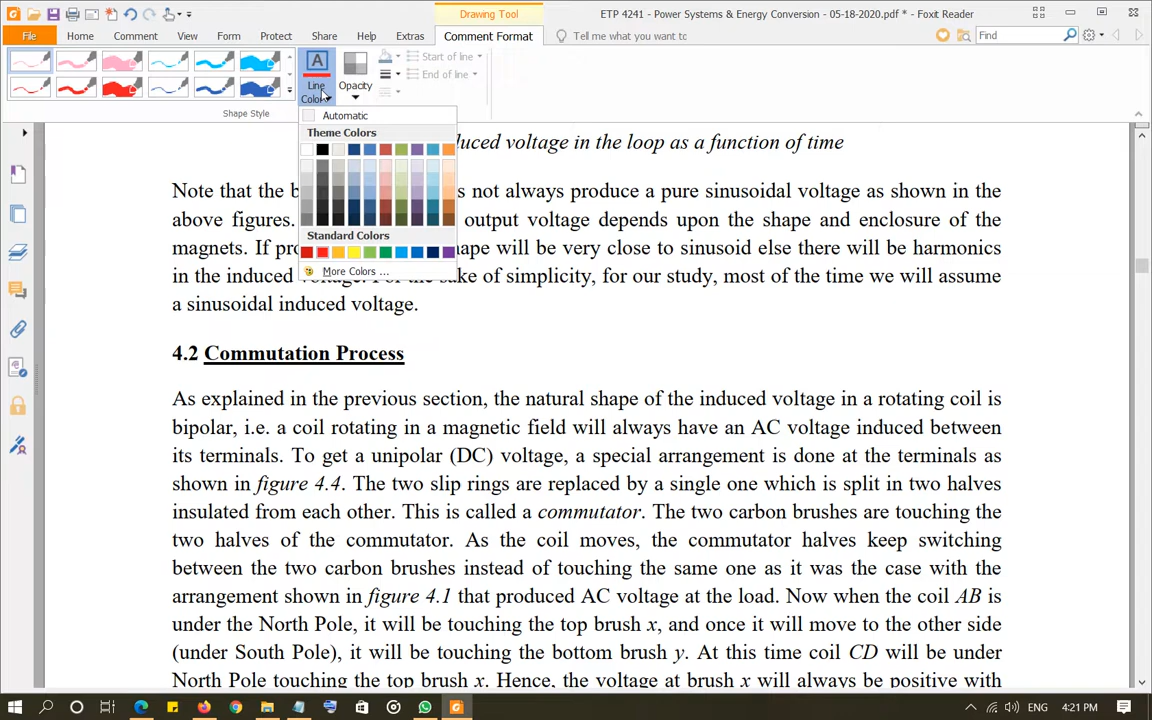 Drawing Tool
ETP 4241 - Power Systems & Energy Conversion - 05-18-2020.pdf * - Foxit Reader
File Home Comment View Form Protect Share Help Extras Comment Format Tell me what you want to Find
Line Color
Opacity
Start of line
End of line
Shape Style
Automatic
Theme Colors
Standard Colors
More Colors ...
duced voltage in the loop as a function of time
Note that the b s not always produce a pure sinusoidal voltage as shown in the
above figures. output voltage depends upon the shape and enclosure of the
magnets. If pro hape will be very close to sinusoid else there will be harmonics
in the induced voltage. For the sake of simplicity, for our study, most of the time we will assume
a sinusoidal induced voltage.
4.2 Commutation Process
As explained in the previous section, the natural shape of the induced voltage in a rotating coil is
bipolar, i.e. a coil rotating in a magnetic field will always have an AC voltage induced between
its terminals. To get a unipolar (DC) voltage, a special arrangement is done at the terminals as
shown in figure 4.4. The two slip rings are replaced by a single one which is split in two halves
insulated from each other. This is called a commutator. The two carbon brushes are touching the
two halves of the commutator. As the coil moves, the commutator halves keep switching
between the two carbon brushes instead of touching the same one as it was the case with the
arrangement shown in figure 4.1 that produced AC voltage at the load. Now when the coil AB is
under the North Pole, it will be touching the top brush x, and once it will move to the other side
(under South Pole), it will be touching the bottom brush y. At this time coil CD will be under
North Pole touching the top brush x. Hence, the voltage at brush x will always be positive with
ENG 4:21 PM